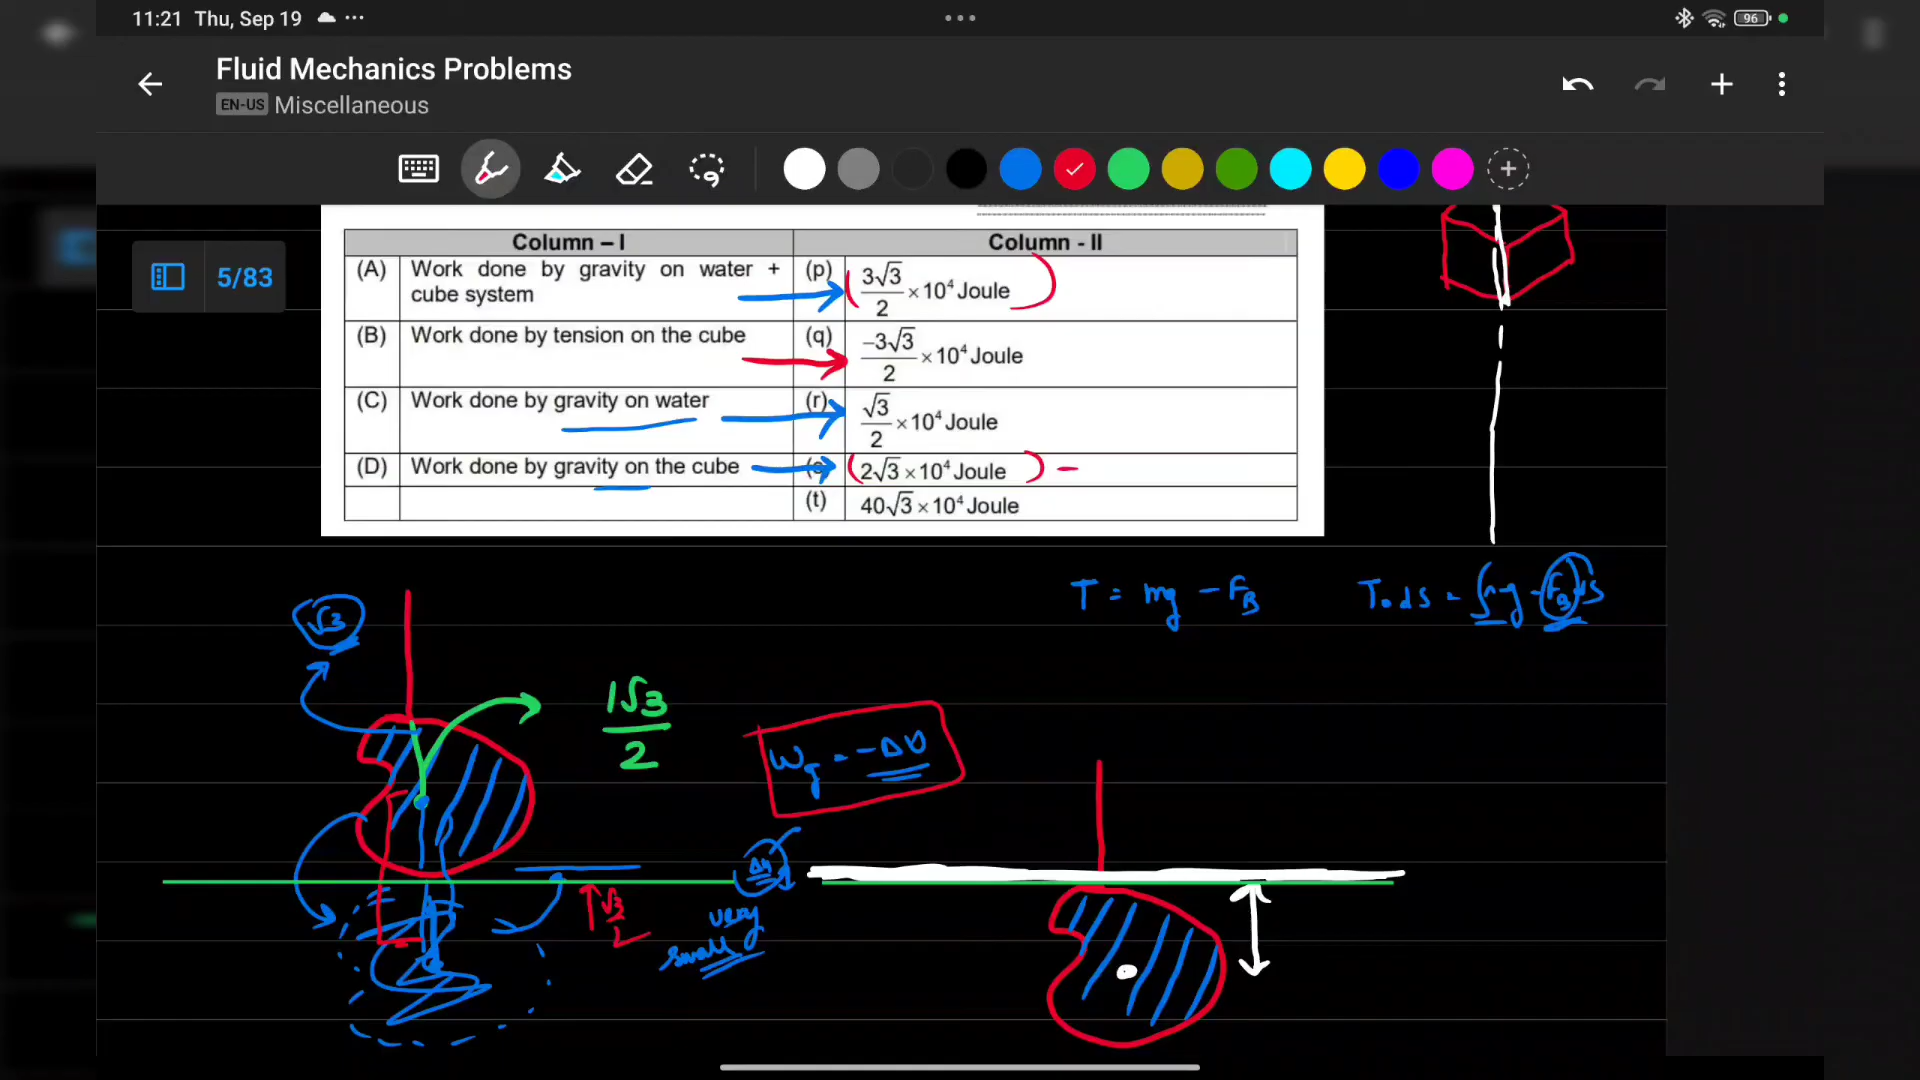 11:21 Thu, Sep 19
96
Fluid Mechanics Problems
EN-US Miscellaneous
5/83
Column – I Column - II
(A) Work done by gravity on water + cube system (p) 3√3/2 × 10⁴ Joule
(B) Work done by tension on the cube (q) −3√3/2 × 10⁴ Joule
(C) Work done by gravity on water (r) √3/2 × 10⁴ Joule
(D) Work done by gravity on the cube 2√3 × 10⁴ Joule
(t) 40√3 × 10⁴ Joule
T = mg − F_B
√3
1√3/2
W_g = −ΔU
√3/2
very
small